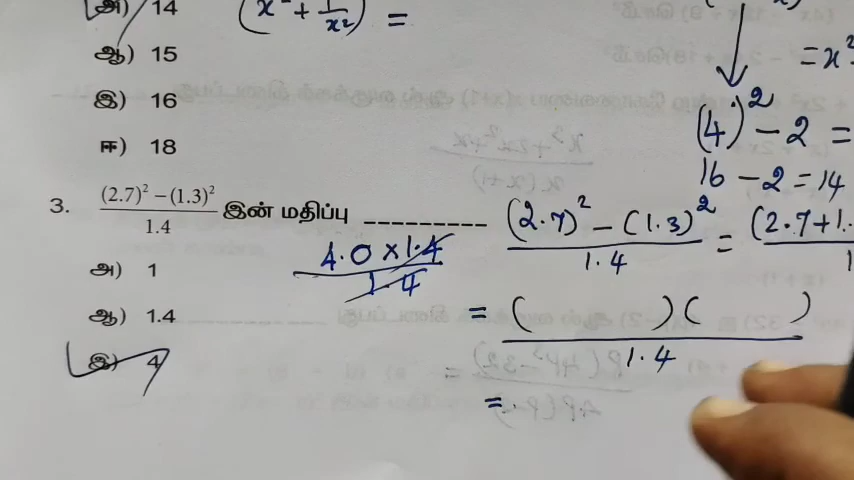 அ) 14
(x² + 1/x²) =
ஆ) 15
= x²
இ) 16
(4)² - 2 =
ஈ) 18
16 - 2 = 14
3. (2.7)² - (1.3)² / 1.4 இன் மதிப்பு __________
(2.7)² - (1.3)² / 1.4 = (2.7+1.
4.0 × 1.4 / 1.4
அ) 1
= ( )( ) / 1.4
ஆ) 1.4
இ) 4
=